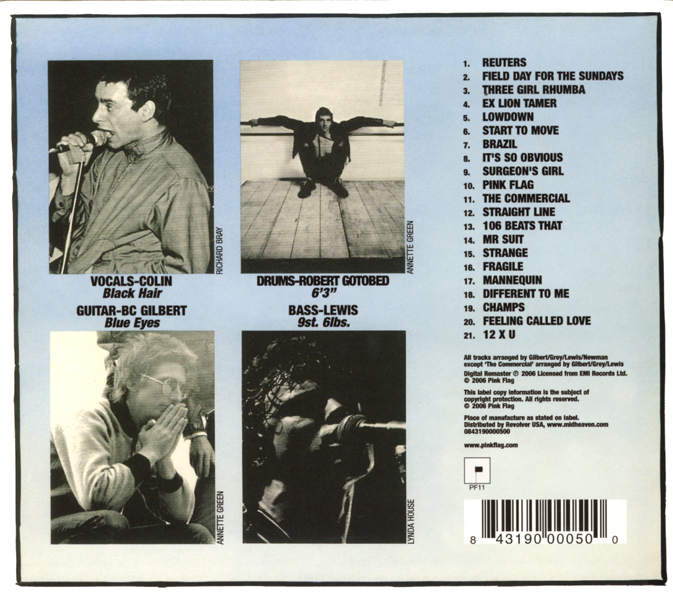 RICHARD BRAY
ANNETTE GREEN
VOCALS-COLIN
Black Hair
DRUMS-ROBERT GOTOBED
6'3"
GUITAR-BC GILBERT
Blue Eyes
BASS-LEWIS
9st. 6lbs.
ANNETTE GREEN
LYNDA HOUSE
1. REUTERS
2. FIELD DAY FOR THE SUNDAYS
3. THREE GIRL RHUMBA
4. EX LION TAMER
5. LOWDOWN
6. START TO MOVE
7. BRAZIL
8. IT'S SO OBVIOUS
9. SURGEON'S GIRL
10. PINK FLAG
11. THE COMMERCIAL
12. STRAIGHT LINE
13. 106 BEATS THAT
14. MR SUIT
15. STRANGE
16. FRAGILE
17. MANNEQUIN
18. DIFFERENT TO ME
19. CHAMPS
20. FEELING CALLED LOVE
21. 12 X U
All tracks arranged by Gilbert/Grey/Lewis/Newman
except 'The Commercial' arranged by Gilbert/Grey/Lewis
Digital Remaster ℗ 2006 Licensed from EMI Records Ltd.
© 2006 Pink Flag
This label copy information is the subject of
copyright protection. All rights reserved.
© 2006 Pink Flag
Place of manufacture as stated on label.
Distributed by Revolver USA, www.midheaven.com
0843190000500
www.pinkflag.com
PF11
8 43190 00050 0